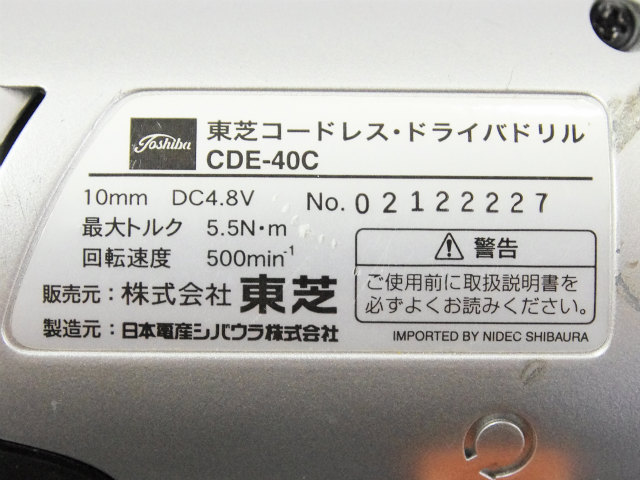 Toshiba
東芝コードレス・ドライバドリル
CDE-40C
10mm DC4.8V No. 02122227
最大トルク 5.5N・m
回転速度 500min⁻¹
警告
ご使用前に取扱説明書を
必ずよくお読みください。
販売元：株式会社 東芝
製造元：日本電産シバウラ株式会社
IMPORTED BY NIDEC SHIBAURA